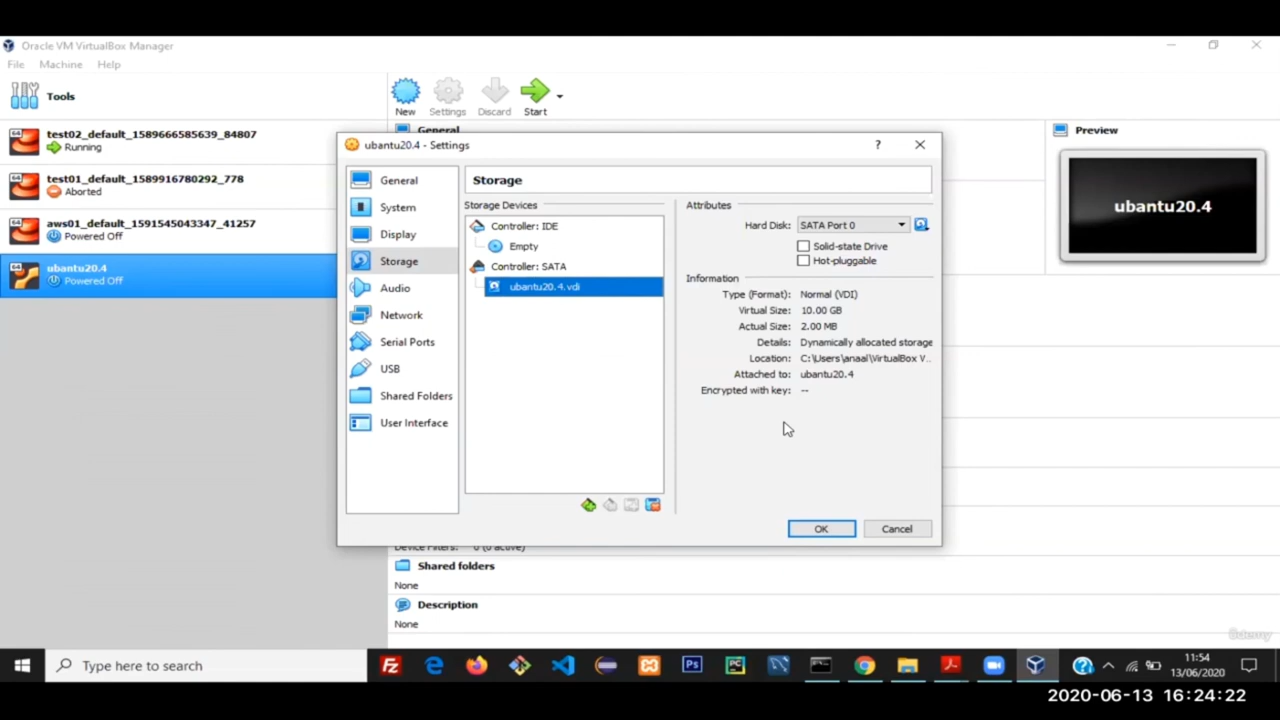 Oracle VM VirtualBox Manager
File Machine Help
Tools
New Settings Discard Start
test02_default_1589666585639_84807
Running
test01_default_1589916780292_778
Aborted
aws01_default_1591545043347_41257
Powered Off
ubantu20.4
Powered Off
General
Preview
ubantu20.4
ubantu20.4 - Settings
General
System
Display
Storage
Audio
Network
Serial Ports
USB
Shared Folders
User Interface
Storage
Storage Devices
Controller: IDE
Empty
Controller: SATA
ubantu20.4.vdi
Attributes
Hard Disk: SATA Port 0
Solid-state Drive
Hot-pluggable
Information
Type (Format): Normal (VDI)
Virtual Size: 10.00 GB
Actual Size: 2.00 MB
Details: Dynamically allocated storage
Location: C:\Users\anaal\VirtualBox V...
Attached to: ubantu20.4
Encrypted with key: --
OK Cancel
Device Filters: 0 (0 active)
Shared folders
None
Description
None
Udemy
Type here to search
11:54
13/06/2020
2020-06-13 16:24:22